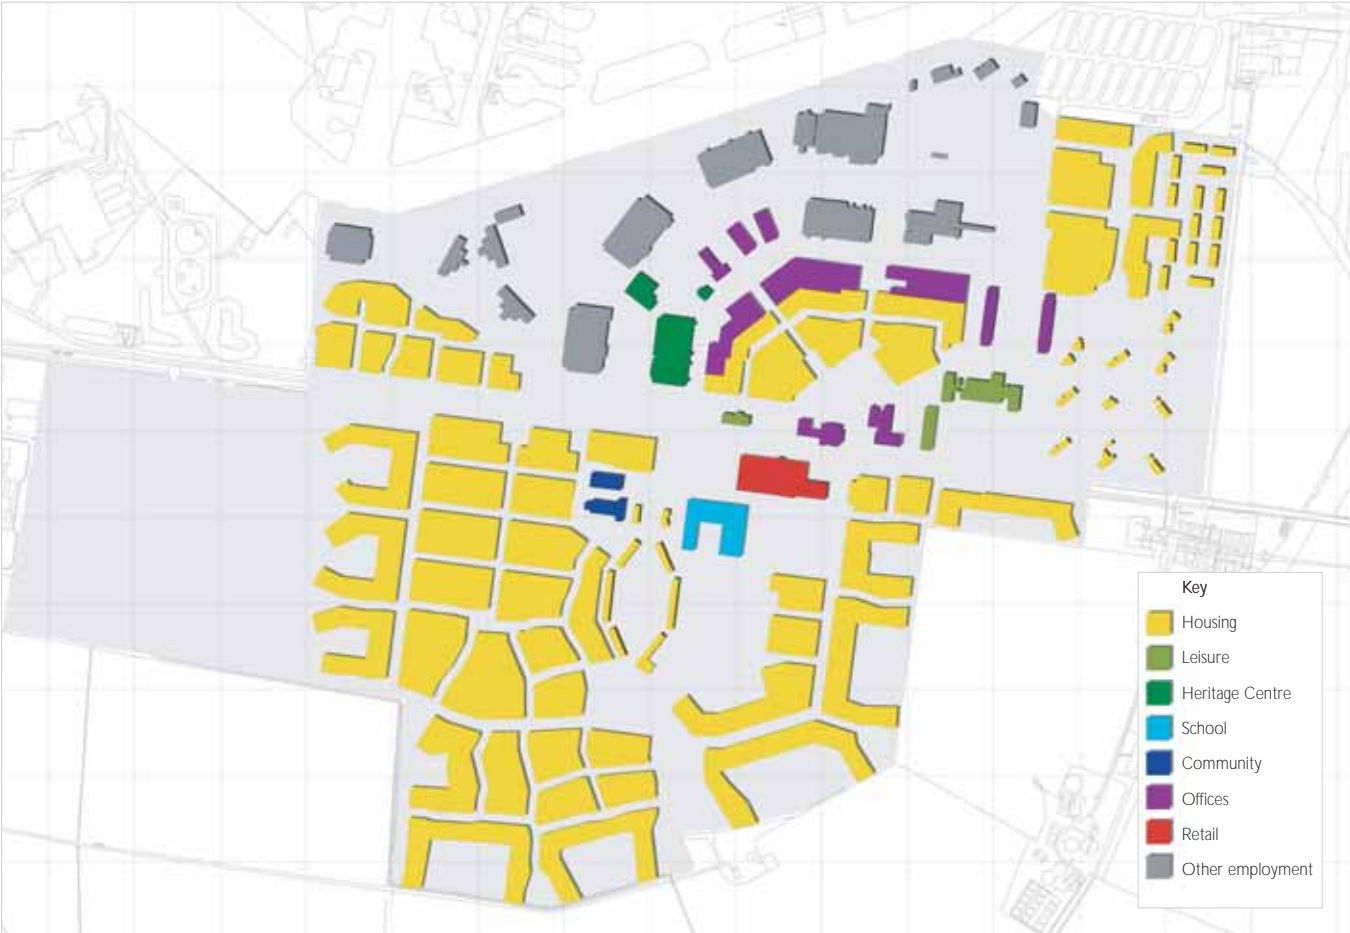 Key
Housing
Leisure
Heritage Centre
School
Community
Offices
Retail
Other employment